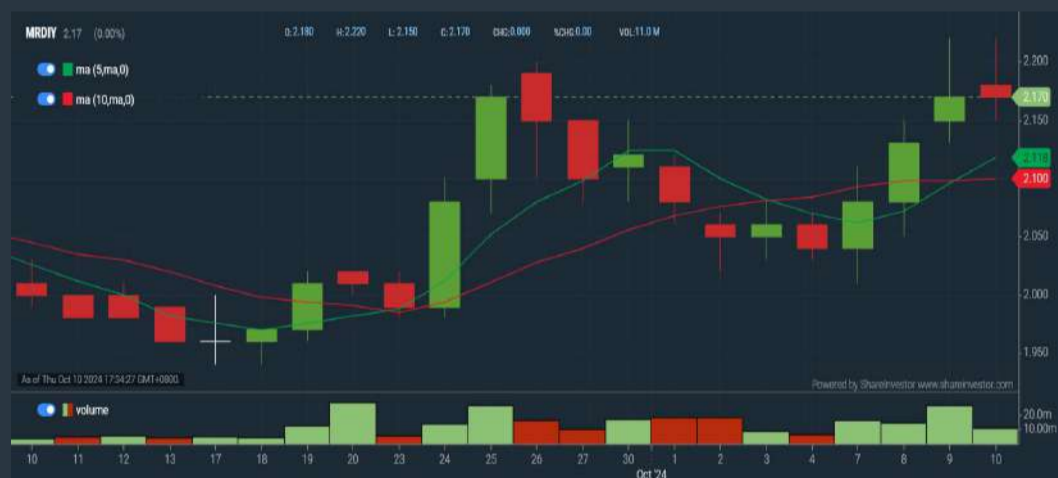 MRDIY 2.17 (0.00%) O:2.180 H:2.220 L:2.150 C:2.170 CHG:0.000 %CHG:0.00 VOL:11.0 M
ma (5,ma,0)
ma (10,ma,0)
2.200
2.170
2.150
2.118
2.100
2.050
2.000
1.950
As of Thu Oct 10 2024 17:34:27 GMT+0800
Powered by ShareInvestor www.shareinvestor.com
volume
20.0m
10.00m
10 11 12 13 17 18 19 20 23 24 25 26 27 30 1 2 3 4 7 8 9 10
Oct '24